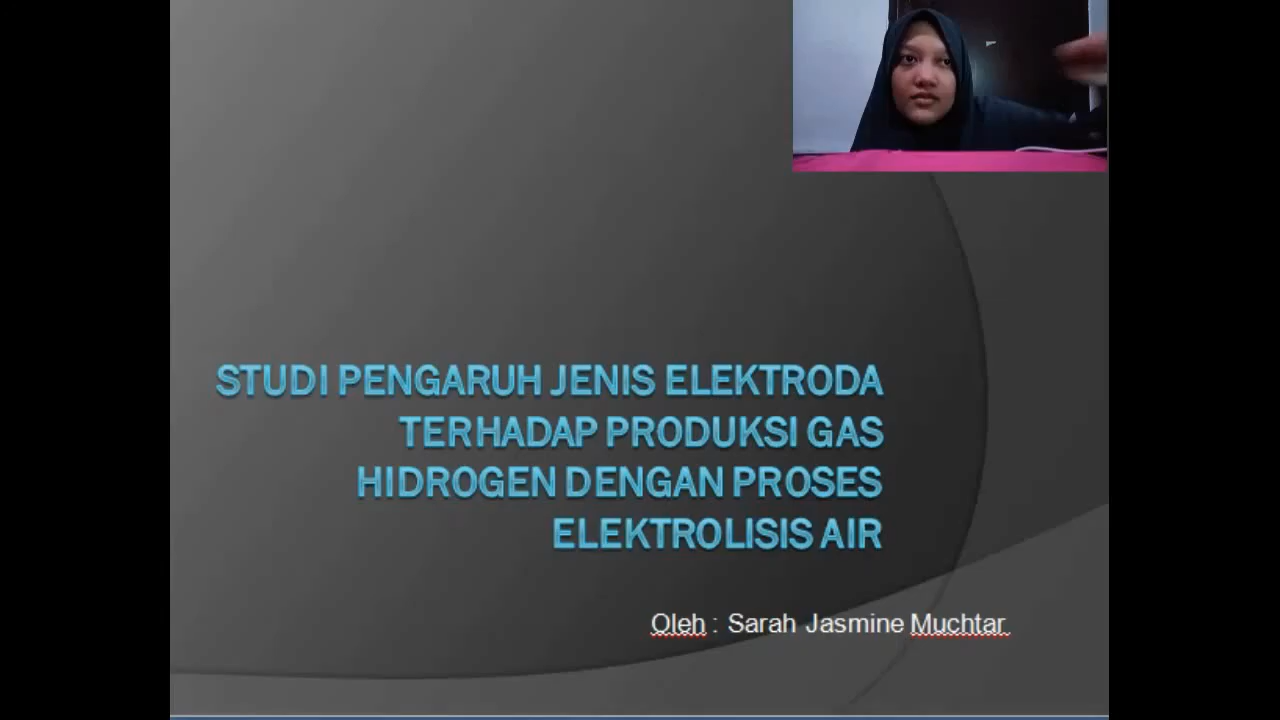 STUDI PENGARUH JENIS ELEKTRODA
TERHADAP PRODUKSI GAS
HIDROGEN DENGAN PROSES
ELEKTROLISIS AIR
Oleh : Sarah Jasmine Muchtar